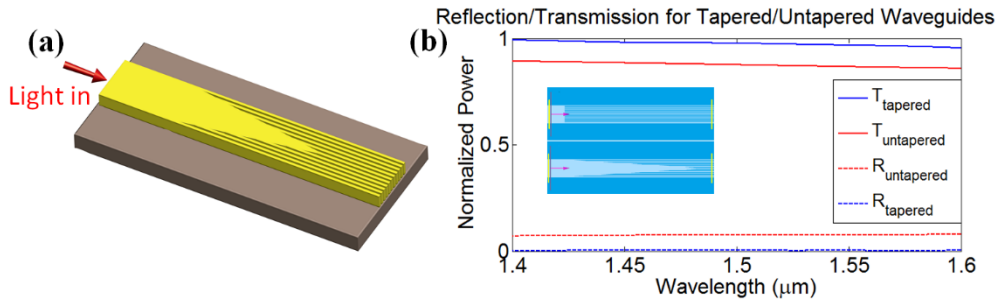 (a)
Light in
(b)
Reflection/Transmission for Tapered/Untapered Waveguides
Normalized Power
1
0.5
0
1.4
1.45
1.5
1.55
1.6
Wavelength (μm)
T_tapered
T_untapered
R_untapered
R_tapered